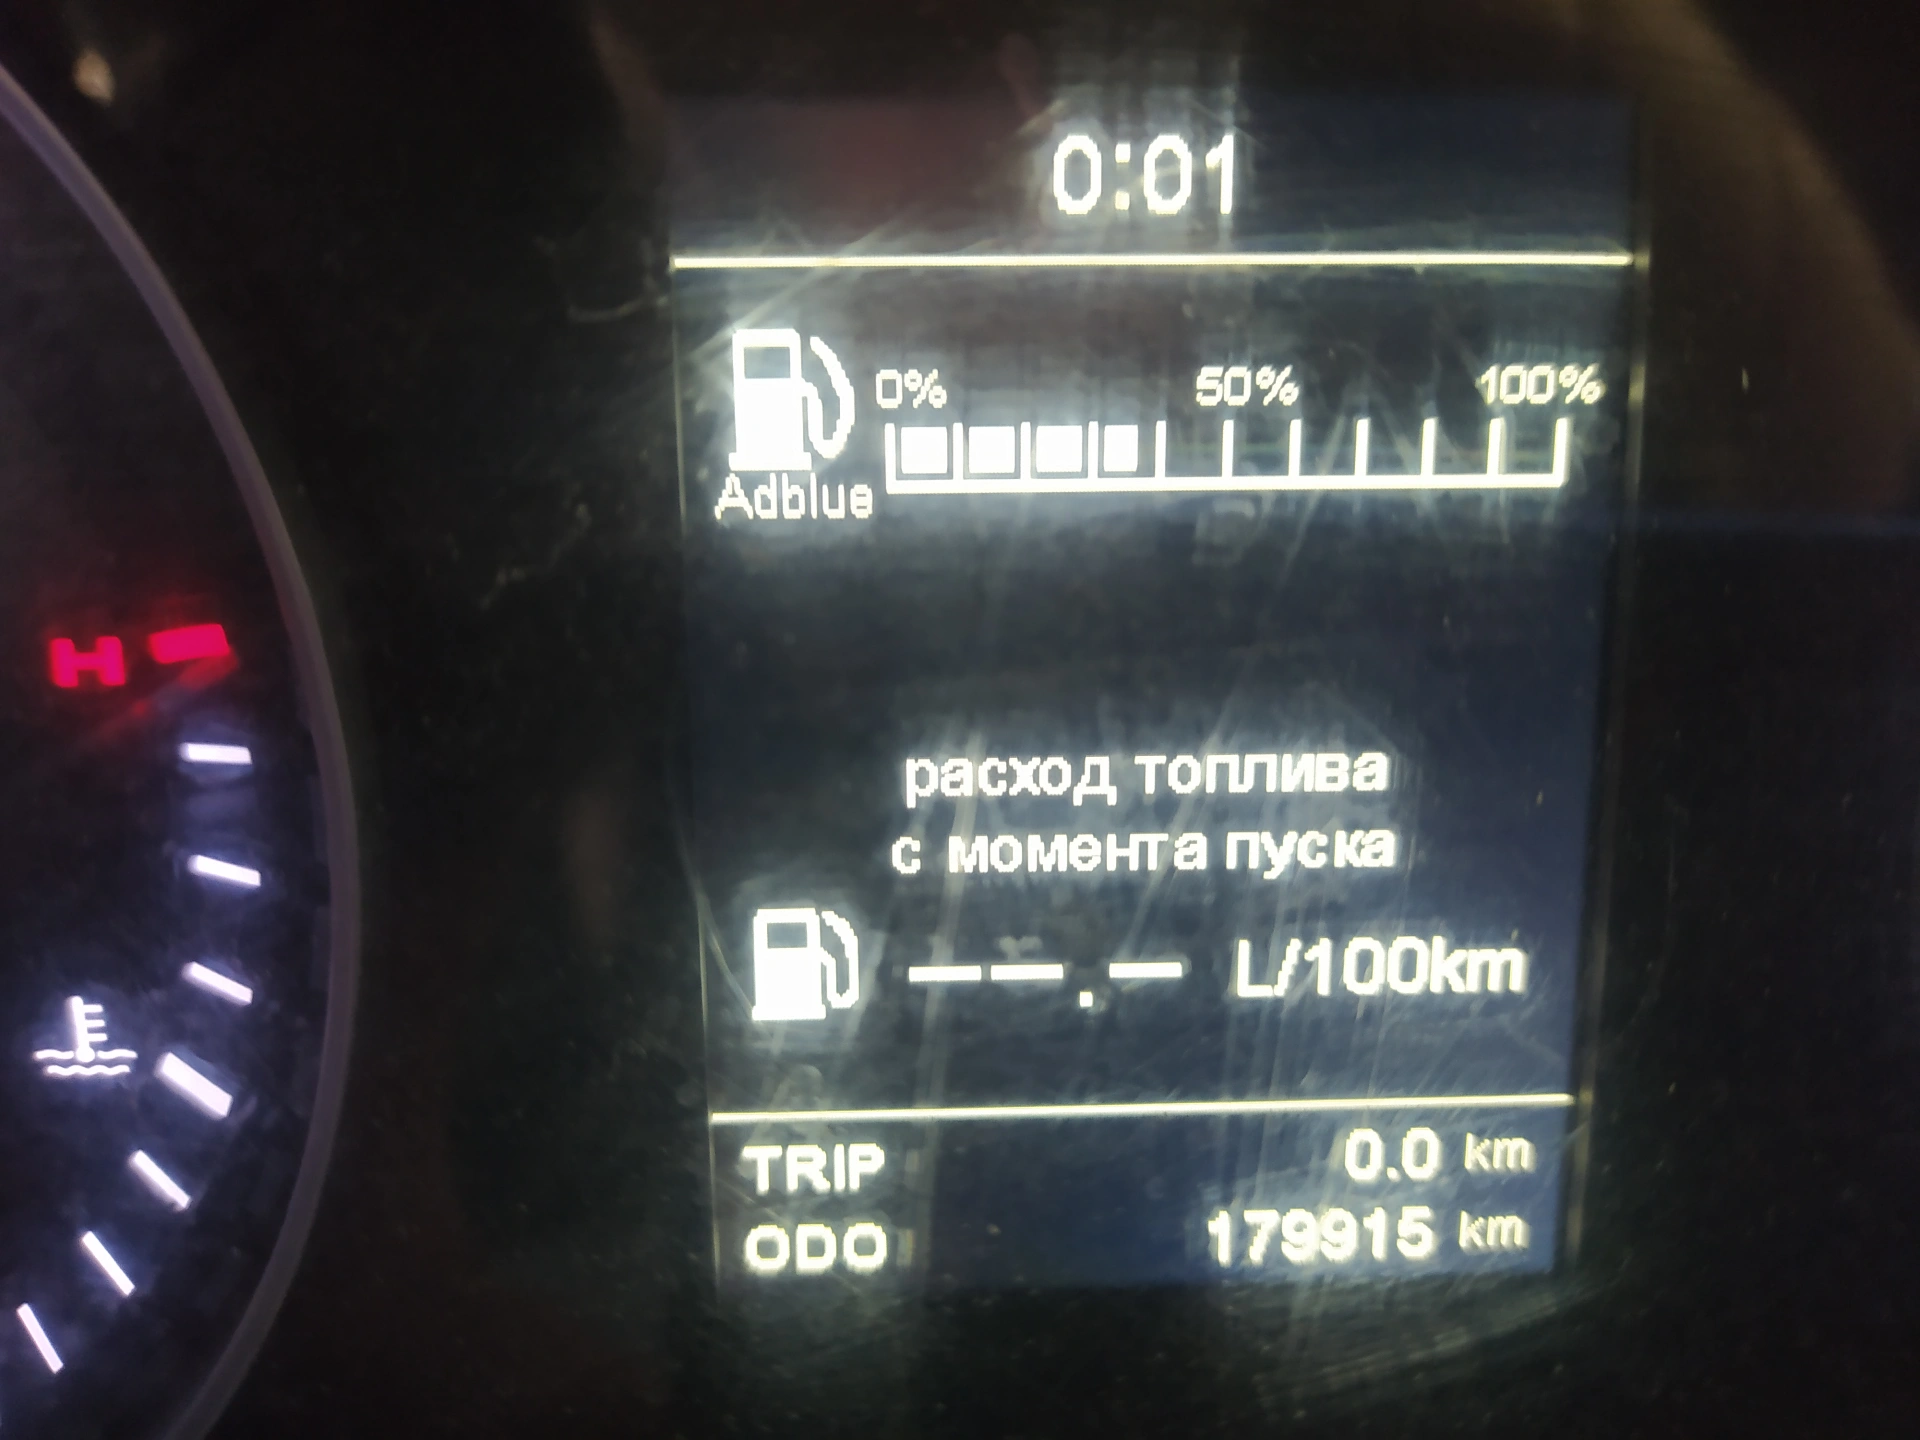 0:01
0% 50% 100%
Adblue
H
расход топлива
с момента пуска
--.- L/100km
TRIP 0.0 km
ODO 179915 km